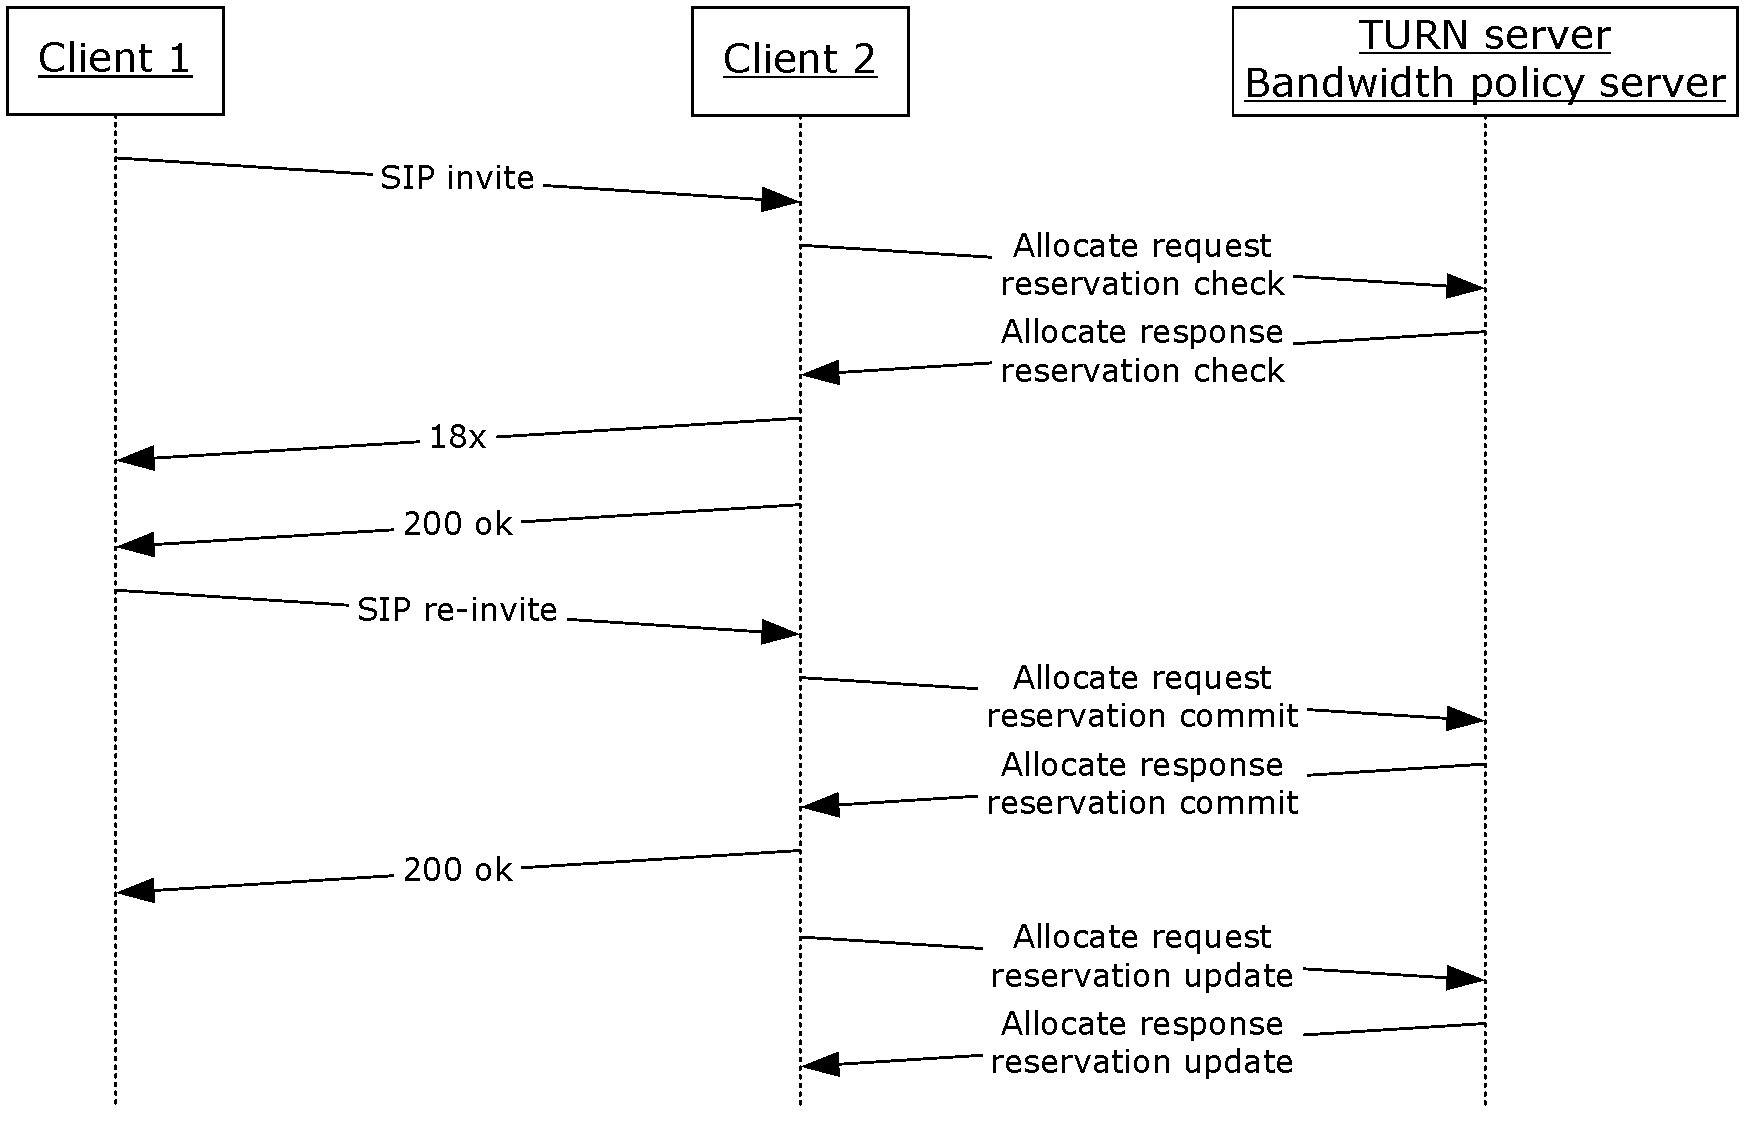 Client 1
Client 2
TURN server
Bandwidth policy server
SIP invite
Allocate request
reservation check
Allocate response
reservation check
18x
200 ok
SIP re-invite
Allocate request
reservation commit
Allocate response
reservation commit
200 ok
Allocate request
reservation update
Allocate response
reservation update